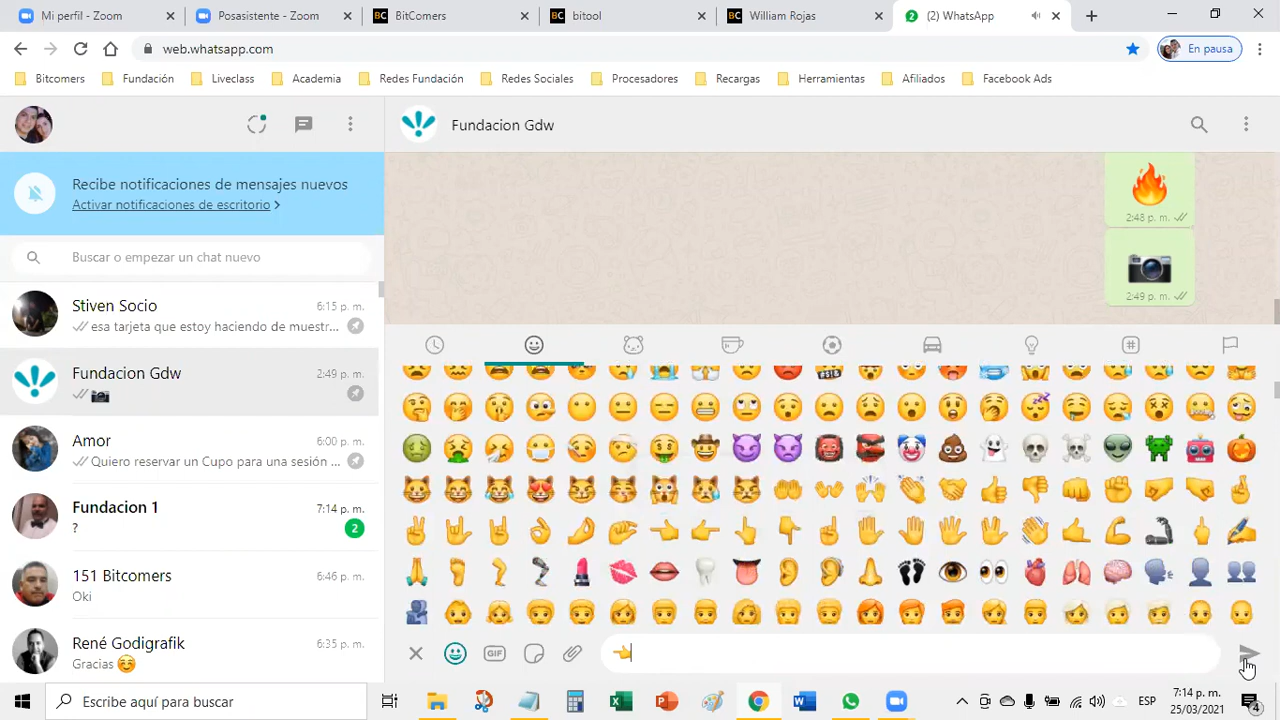 Mi perfil - Zoom
Posasistente - Zoom
BitComers
bitool
William Rojas
(2) WhatsApp
web.whatsapp.com
En pausa
Bitcomers
Fundación
Liveclass
Academia
Redes Fundación
Redes Sociales
Procesadores
Recargas
Herramientas
Afiliados
Facebook Ads
Fundacion Gdw
Recibe notificaciones de mensajes nuevos
Activar notificaciones de escritorio >
Buscar o empezar un chat nuevo
Stiven Socio
6:15 p. m.
esa tarjeta que estoy haciendo de muestr...
Fundacion Gdw
2:49 p. m.
Amor
6:00 p. m.
Quiero reservar un Cupo para una sesión ...
Fundacion 1
7:14 p. m.
?
2
151 Bitcomers
6:46 p. m.
Oki
René Godigrafik
6:35 p. m.
Gracias 😊
2:48 p. m.
2:49 p. m.
GIF
Escribe aquí para buscar
ESP
7:14 p. m.
25/03/2021
4